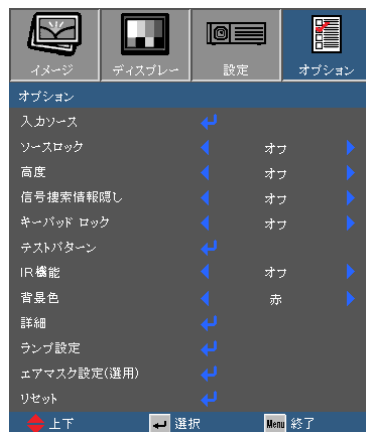 イメージ ディスプレー 設定 オプション
オプション
入力ソース
ソースロック オフ
高度 オフ
信号捜索情報隠し オフ
キーパッド ロック オフ
テストパターン
IR機能 オフ
背景色 赤
詳細
ランプ設定
エアマスク設定(選用)
リセット
上下 選択 Menu 終了